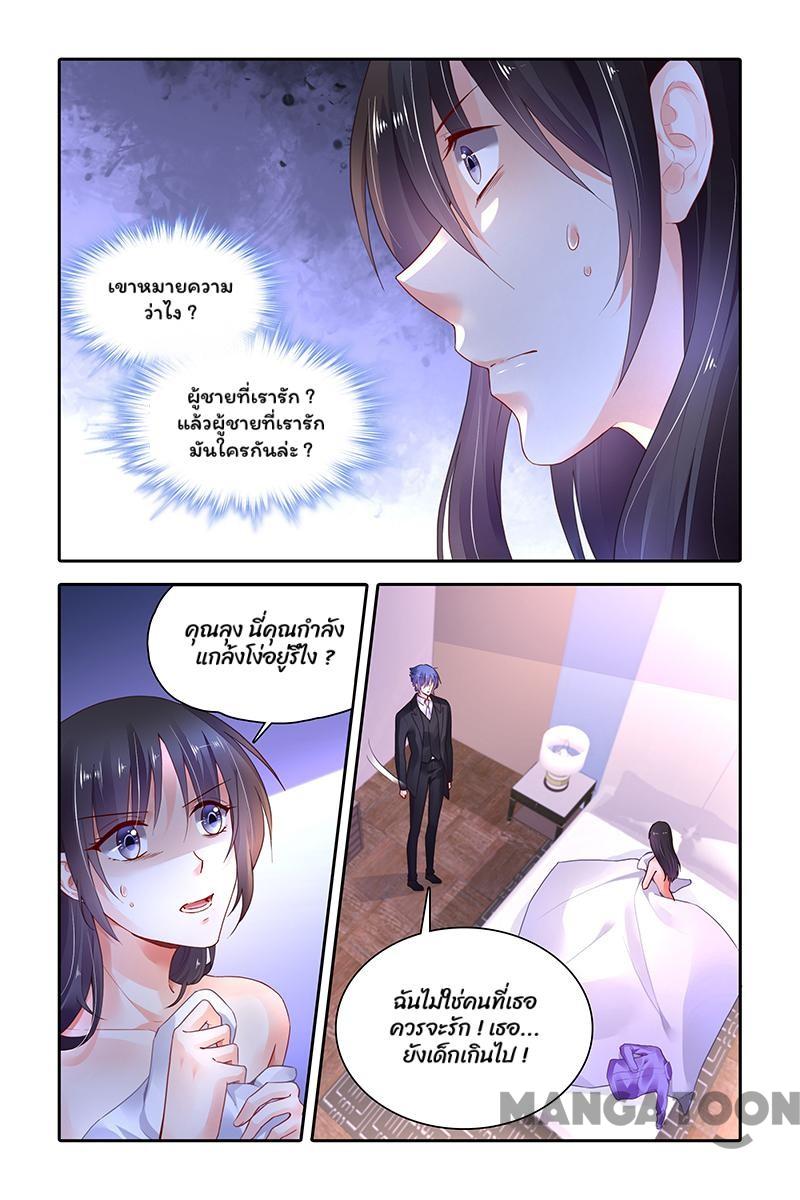 เขาหมายความ
ว่าไง ?
ผู้ชายที่เรารัก ?
แล้วผู้ชายที่เรารัก
มันใครกันล่ะ ?
คุณลุง นี่คุณกำลัง
แกล้งโง่อยู่รึไง ?
ฉันไม่ใช่คนที่เธอ
ควรจะรัก ! เธอ...
ยังเด็กเกินไป !
MANGATOON